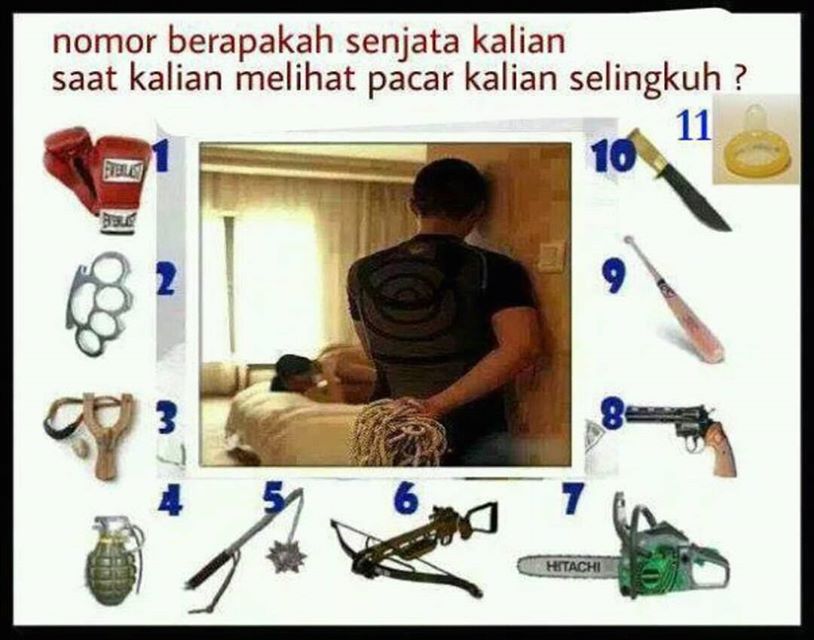 nomor berapakah senjata kalian
saat kalian melihat pacar kalian selingkuh ?
11
1
10
EVERLAST
EVERLAST
2
9
3
8
4
5
6
7
HITACHI